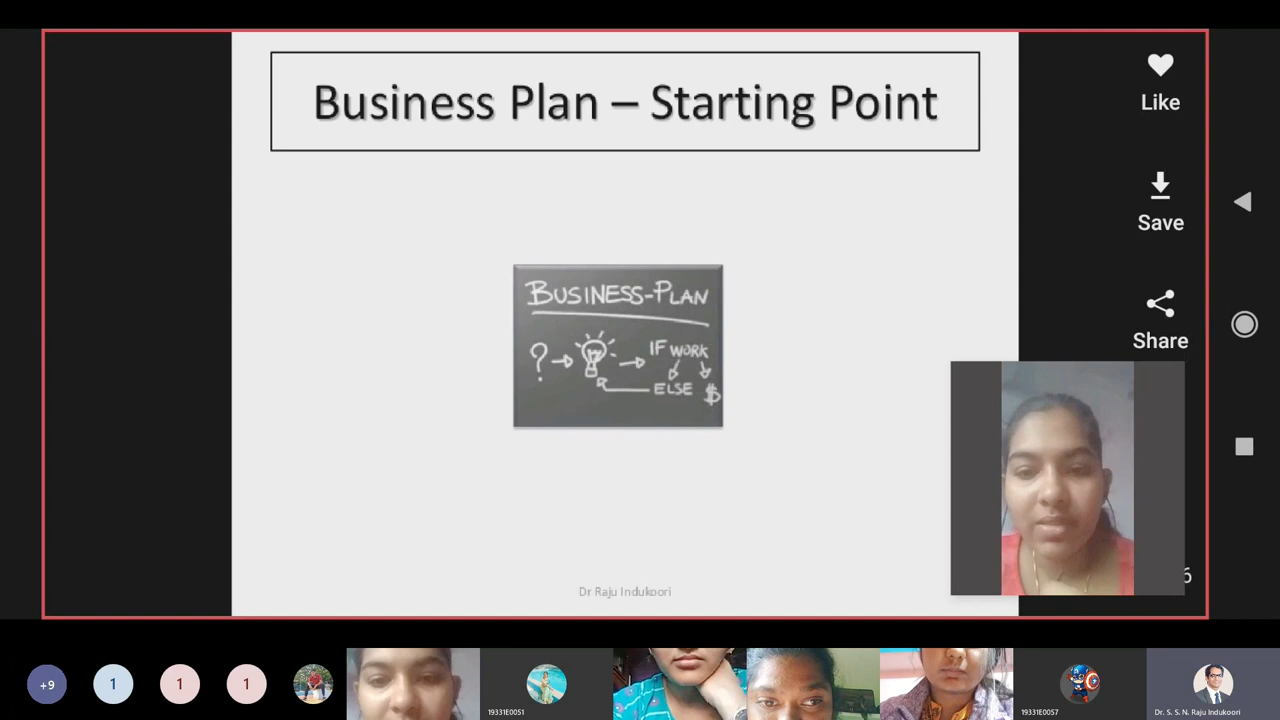 Business Plan – Starting Point
Like
Save
Share
BUSINESS-PLAN
? IF WORK
ELSE $
6
Dr Raju Indukoori
+9
1
1
1
19331E0051
19331E0057
Dr. S. S. N. Raju Indukoori